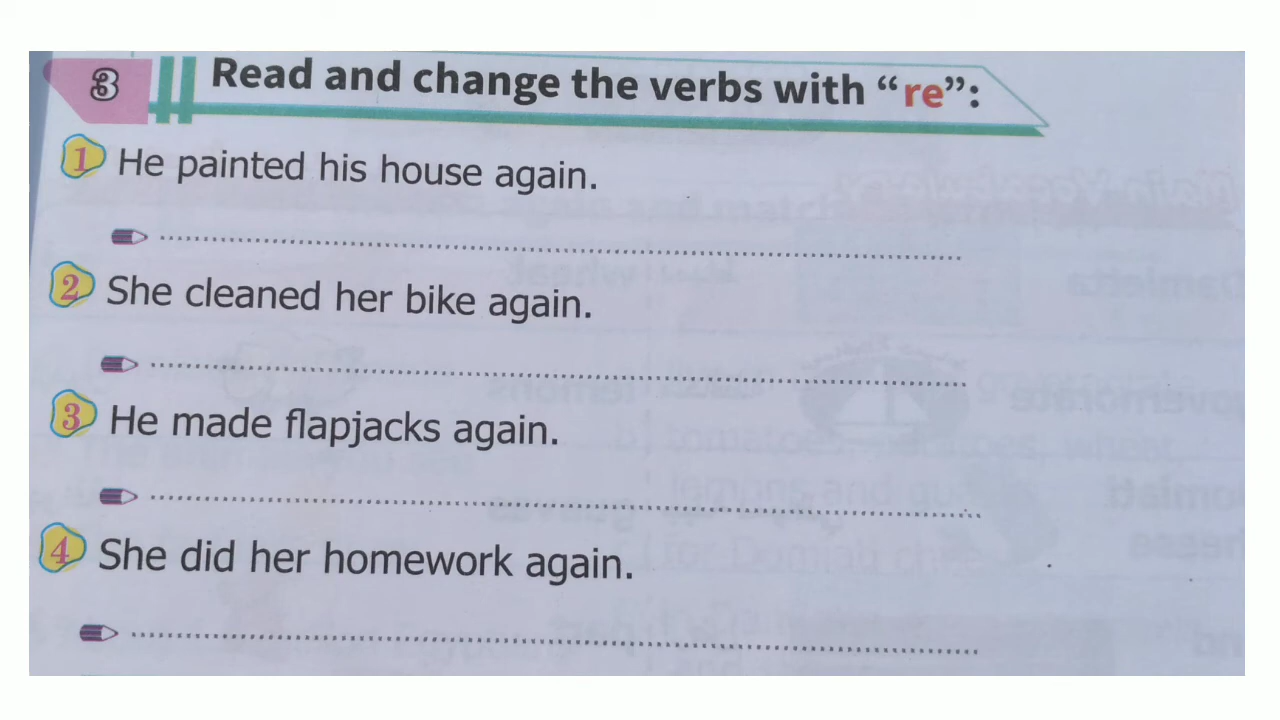 3 Read and change the verbs with “re”:
1 He painted his house again.
2 She cleaned her bike again.
3 He made flapjacks again.
4 She did her homework again.